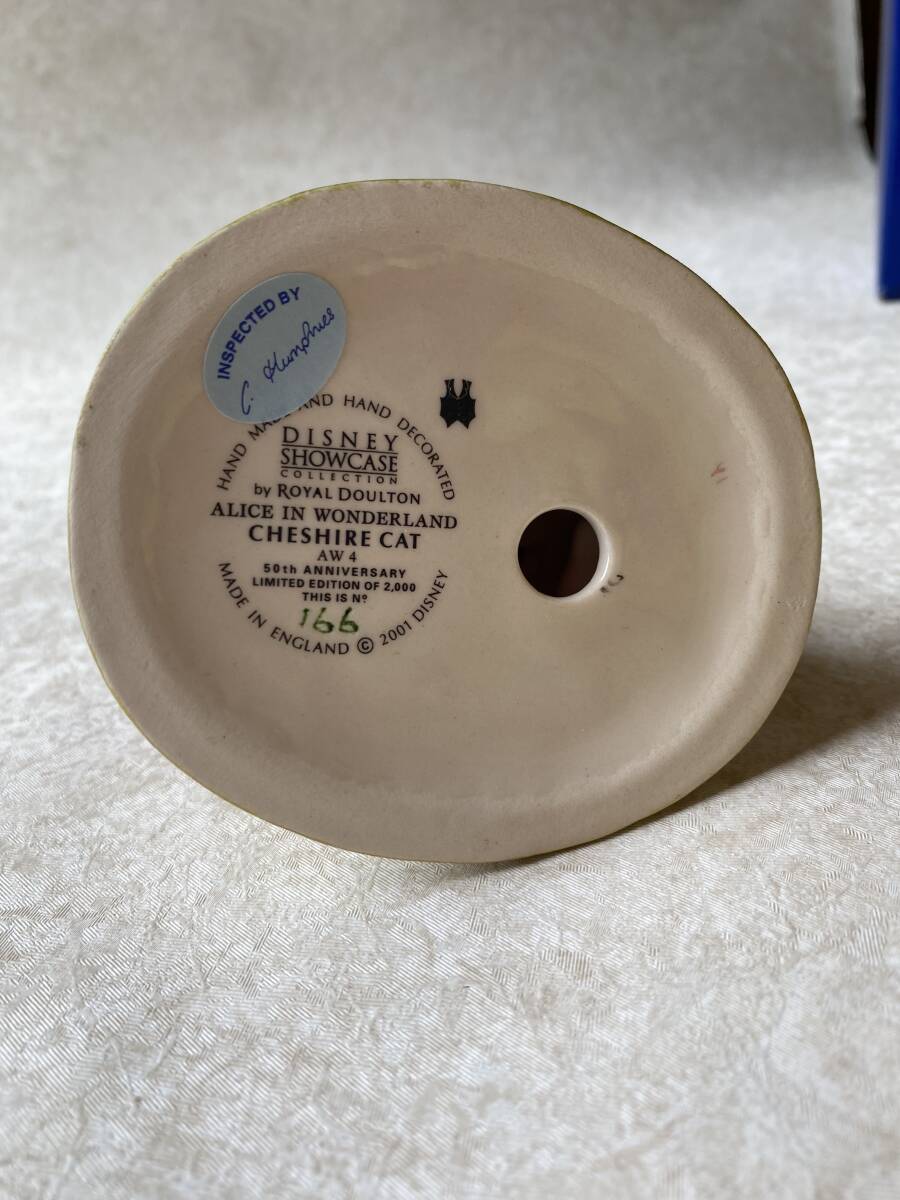 INSPECTED BY
C. Humphries
HAND MADE AND HAND DECORATED
DISNEY
SHOWCASE
COLLECTION
by ROYAL DOULTON
ALICE IN WONDERLAND
CHESHIRE CAT
AW 4
50th ANNIVERSARY
LIMITED EDITION OF 2,000
THIS IS Nº
166
MADE IN ENGLAND © 2001 DISNEY